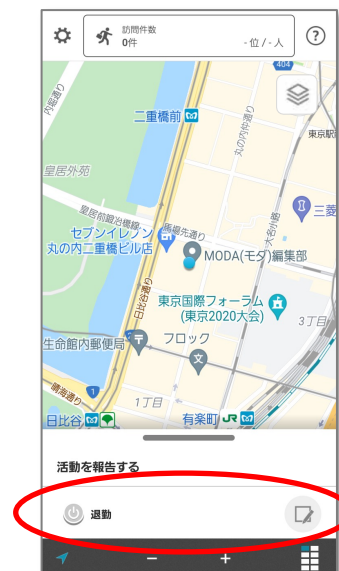 訪問件数
0件
-位/-人
?
404
内堀通り
二重橋前
丸の内仲通り
東京駅
皇居外苑
三菱
皇居前鍛冶橋線
馬場先通り
大名小路
セブンイレブン
丸の内二重橋ビル店
MODA(モダ)編集部
日比谷通り
東京国際フォーラム
(東京2020大会)
3丁目
生命館内郵便局
フロック
文
晴海通り
1
1丁目
日比谷
有楽町 JR
活動を報告する
退勤
−
+